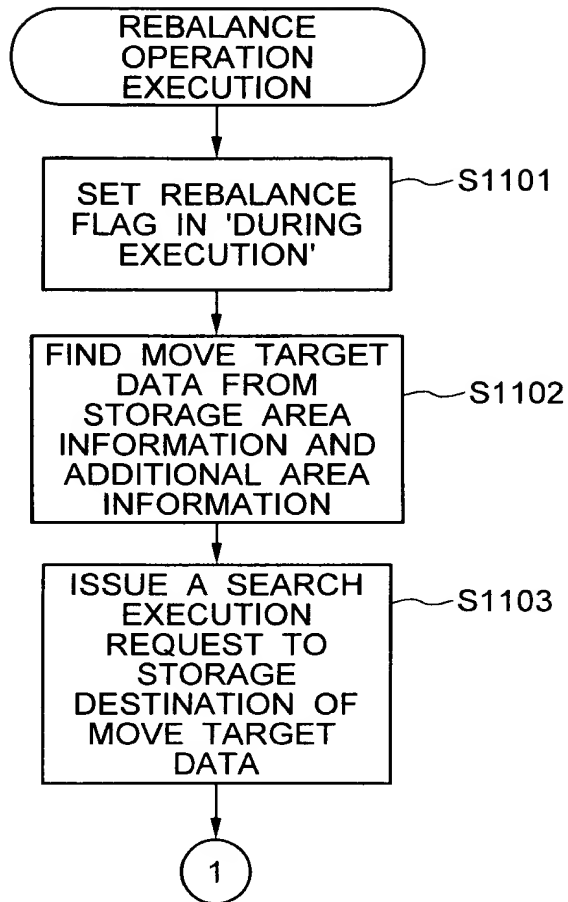 REBALANCE
OPERATION
EXECUTION
SET REBALANCE
FLAG IN 'DURING
EXECUTION'
S1101
FIND MOVE TARGET
DATA FROM
STORAGE AREA
INFORMATION AND
ADDITIONAL AREA
INFORMATION
S1102
ISSUE A SEARCH
EXECUTION
REQUEST TO
STORAGE
DESTINATION OF
MOVE TARGET
DATA
S1103
1